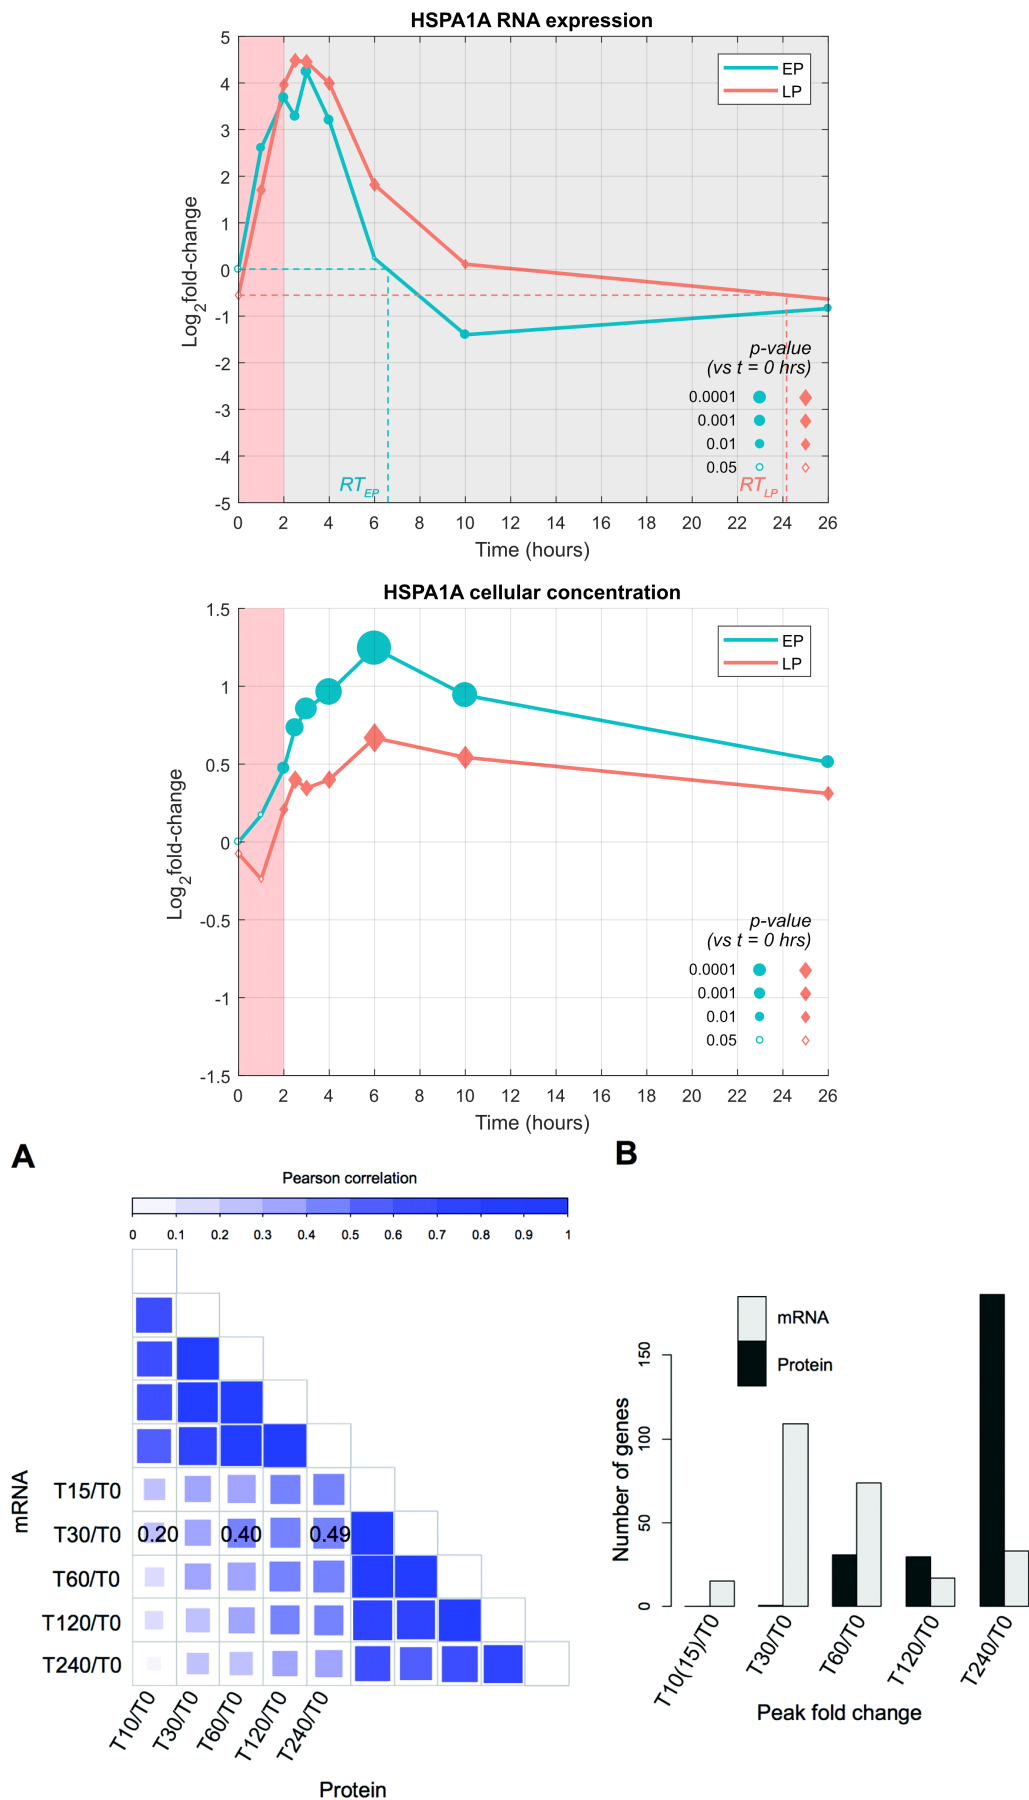 HSPA1A RNA expression
5
4
3
2
1
0
-1
-2
-3
-4
-5
Log2fold-change
EP
LP
p-value
(vs t = 0 hrs)
0.0001
0.001
0.01
0.05
RTEP
RTLP
0 2 4 6 8 10 12 14 16 18 20 22 24 26
Time (hours)
HSPA1A cellular concentration
1.5
1
0.5
0
-0.5
-1
-1.5
Log2fold-change
EP
LP
p-value
(vs t = 0 hrs)
0.0001
0.001
0.01
0.05
0 2 4 6 8 10 12 14 16 18 20 22 24 26
Time (hours)
A
Pearson correlation
0 0.1 0.2 0.3 0.4 0.5 0.6 0.7 0.8 0.9 1
mRNA
T15/T0
T30/T0
0.20 0.40 0.49
T60/T0
T120/T0
T240/T0
T10/T0 T30/T0 T60/T0 T120/T0 T240/T0
Protein
B
mRNA
Protein
150
100
50
0
Number of genes
T10(15)/T0 T30/T0 T60/T0 T120/T0 T240/T0
Peak fold change